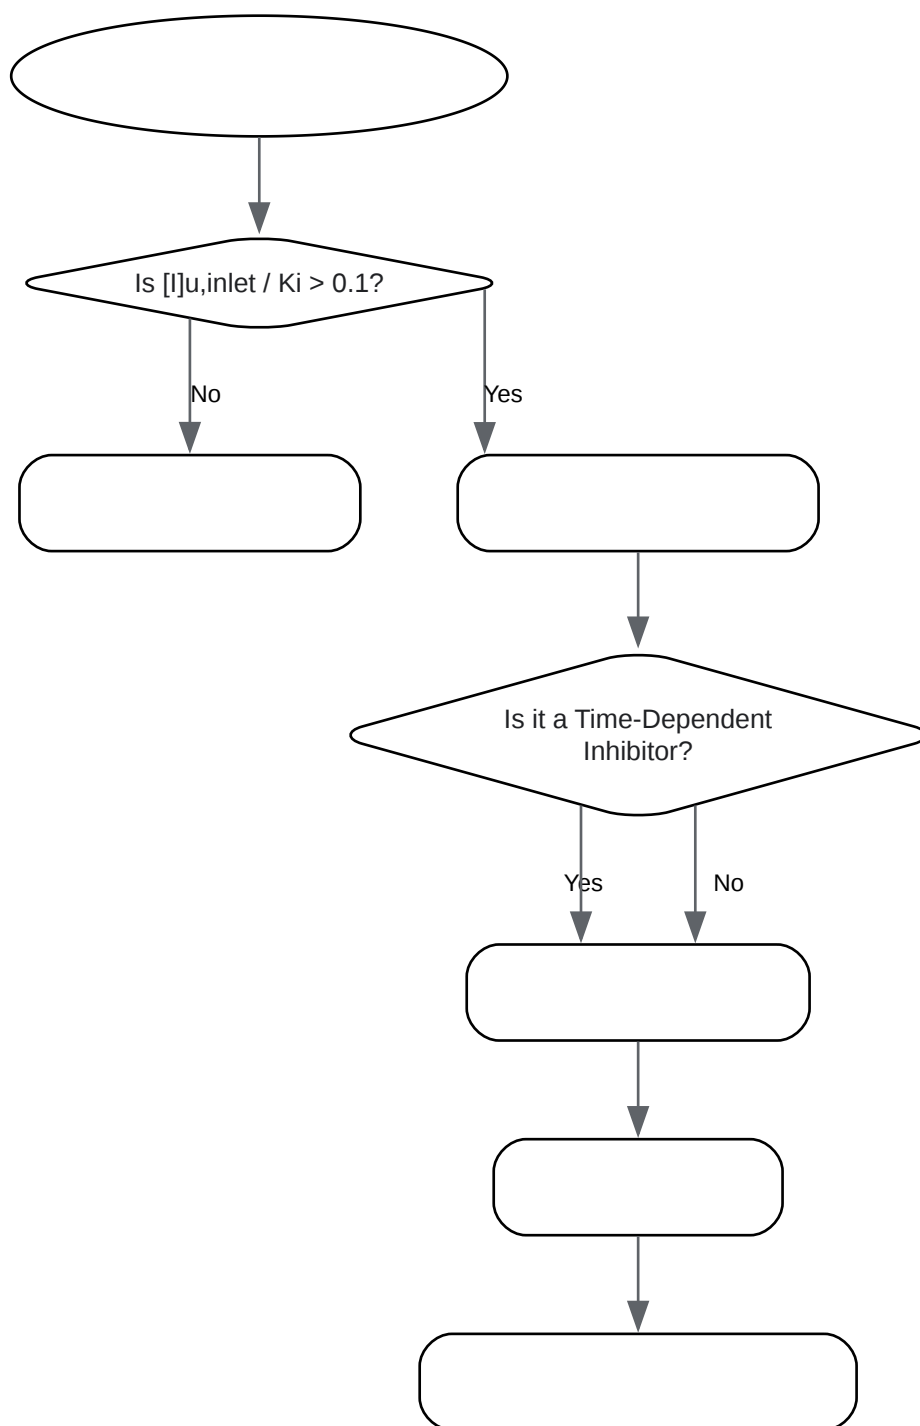 Is [I]u,inlet / Ki > 0.1?
No
Yes
Is it a Time-Dependent
Inhibitor?
Yes
No